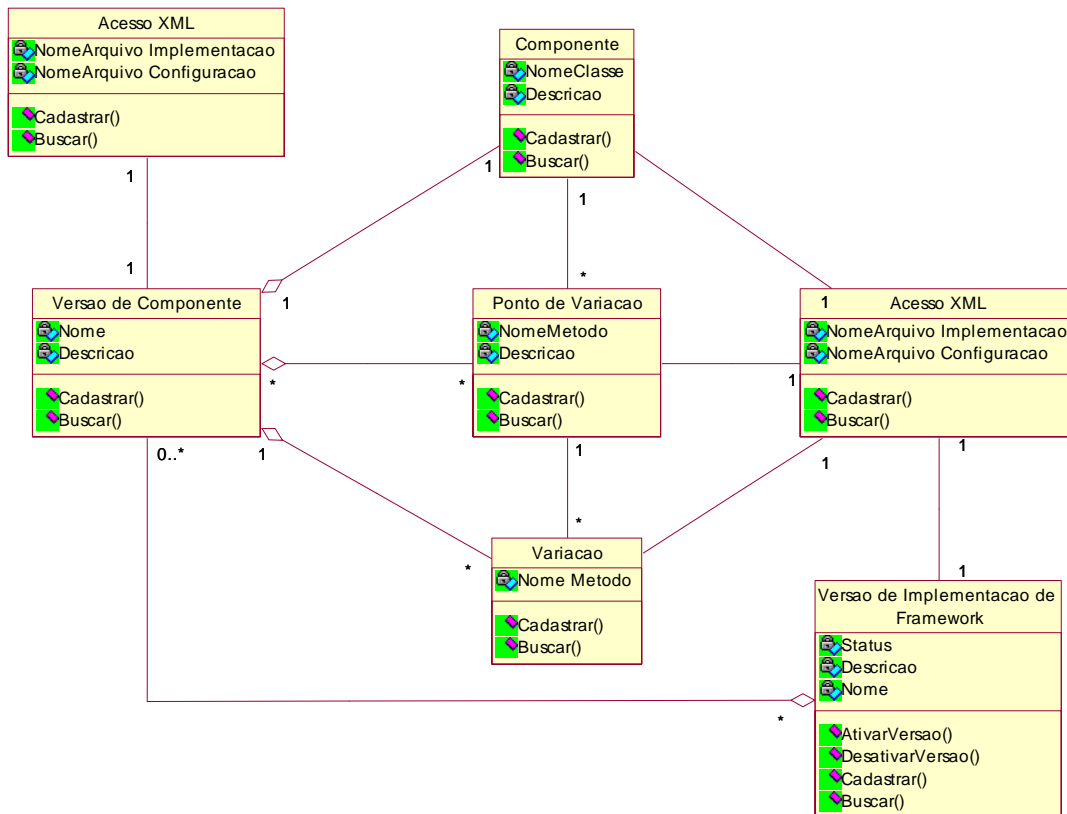 Acesso XML
NomeArquivo Implementacao
NomeArquivo Configuracao
Cadastrar()
Buscar()
Componente
NomeClasse
Descricao
Cadastrar()
Buscar()
1
1
1
1
1
*
1
Versao de Componente
Nome
Descricao
Cadastrar()
Buscar()
*
1
0..*
Ponto de Variacao
NomeMetodo
Descricao
Cadastrar()
Buscar()
*
1
*
1
Acesso XML
NomeArquivo Implementacao
NomeArquivo Configuracao
Cadastrar()
Buscar()
1
1
1
Variacao
Nome Metodo
Cadastrar()
Buscar()
*
1
Versao de Implementacao de
Framework
Status
Descricao
Nome
AtivarVersao()
DesativarVersao()
Cadastrar()
Buscar()
*